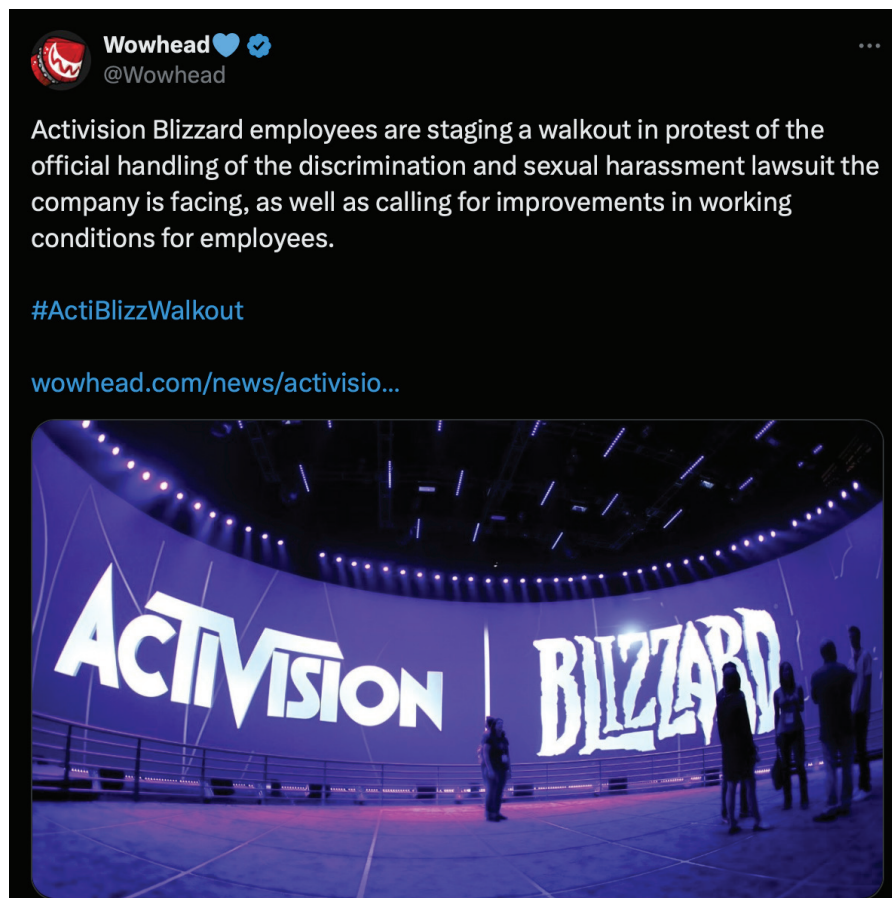 Wowhead💙
@Wowhead
Activision Blizzard employees are staging a walkout in protest of the
official handling of the discrimination and sexual harassment lawsuit the
company is facing, as well as calling for improvements in working
conditions for employees.
#ActiBlizzWalkout
wowhead.com/news/activisio...
ACTIVISION | BLIZZARD